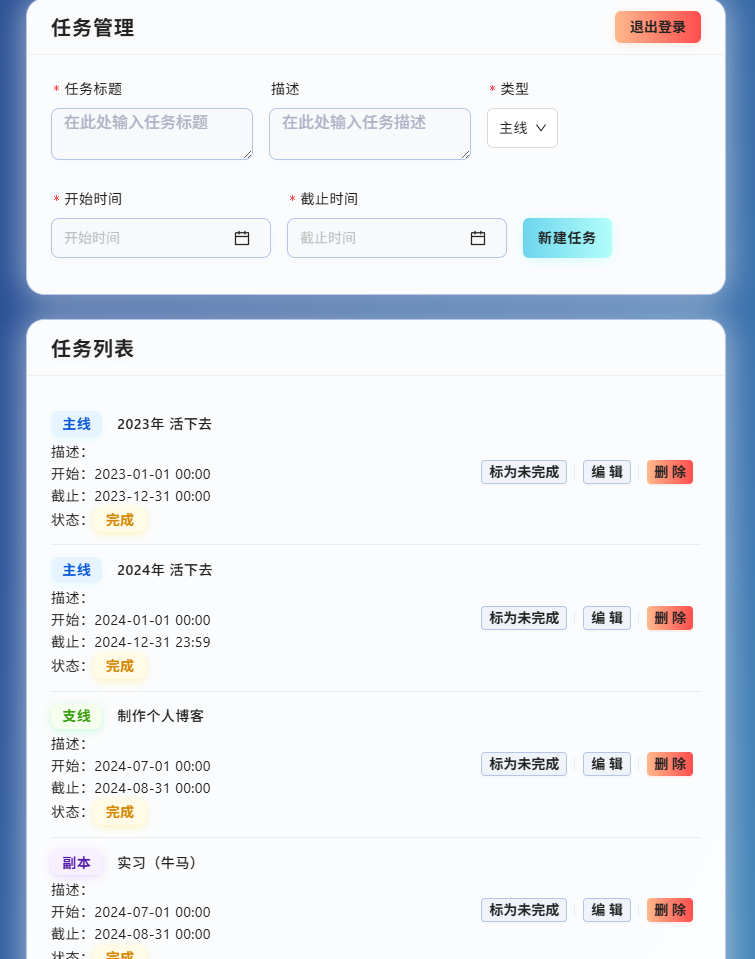 任务管理 退出登录
* 任务标题 描述 * 类型
在此处输入任务标题 在此处输入任务描述 主线
* 开始时间 * 截止时间
开始时间 截止时间 新建任务
任务列表
主线 2023年 活下去
描述:
开始: 2023-01-01 00:00
截止: 2023-12-31 00:00
状态: 完成
标为未完成 编 辑 删 除
主线 2024年 活下去
描述:
开始: 2024-01-01 00:00
截止: 2024-12-31 23:59
状态: 完成
标为未完成 编 辑 删 除
支线 制作个人博客
描述:
开始: 2024-07-01 00:00
截止: 2024-08-31 00:00
状态: 完成
标为未完成 编 辑 删 除
副本 实习（牛马）
描述:
开始: 2024-07-01 00:00
截止: 2024-08-31 00:00
状态: 完成
标为未完成 编 辑 删 除